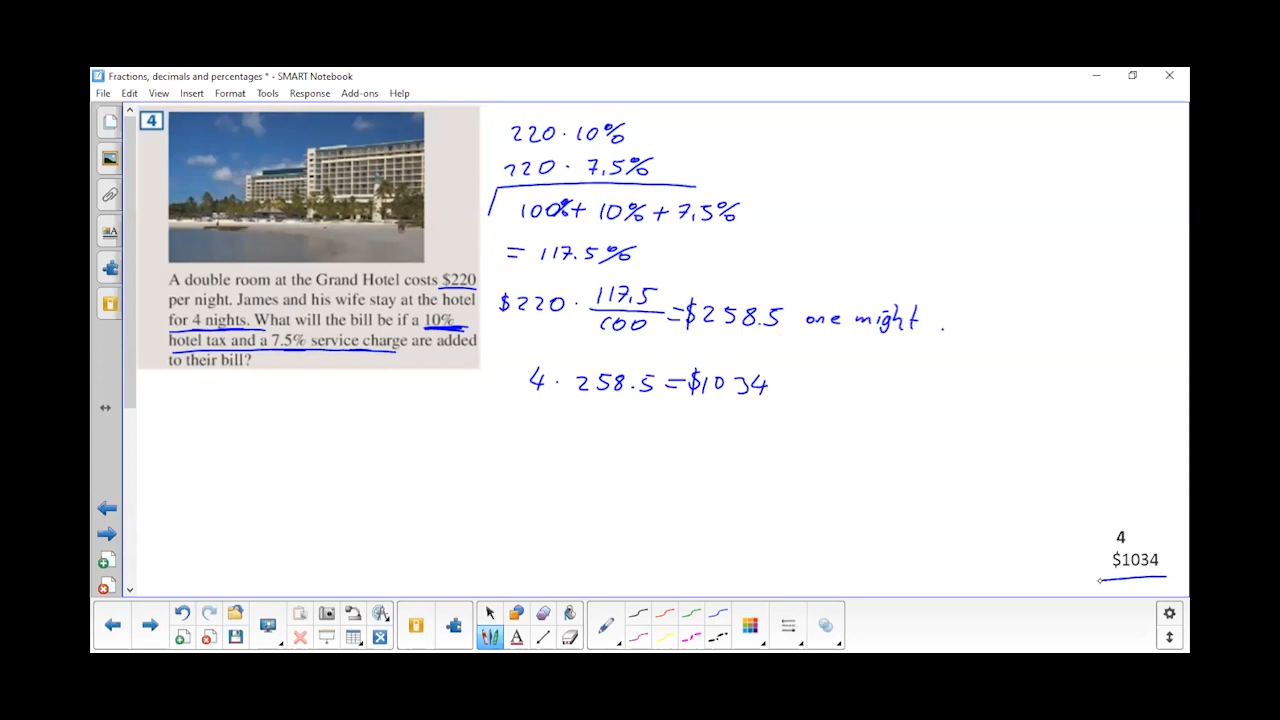 Fractions, decimals and percentages * - SMART Notebook
File Edit View Insert Format Tools Response Add-ons Help
4
A double room at the Grand Hotel costs $220
per night. James and his wife stay at the hotel
for 4 nights. What will the bill be if a 10%
hotel tax and a 7.5% service charge are added
to their bill?
220 · 10%
220 · 7,5%
100% + 10% + 7,5%
= 117.5%
$220 · 117,5/100 = $258.5 one might .
4 · 258.5 = $1034
4
$1034